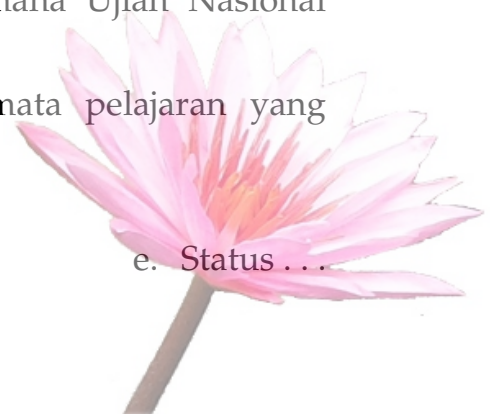 Ujian Nasional
mata pelajaran yang
e. Status . . .